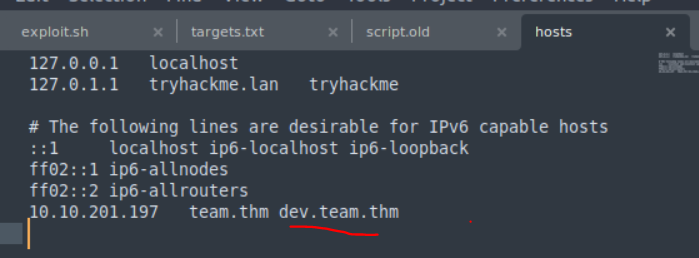 exploit.sh targets.txt script.old hosts
127.0.0.1 localhost
127.0.1.1 tryhackme.lan tryhackme
# The following lines are desirable for IPv6 capable hosts
::1 localhost ip6-localhost ip6-loopback
ff02::1 ip6-allnodes
ff02::2 ip6-allrouters
10.10.201.197 team.thm dev.team.thm